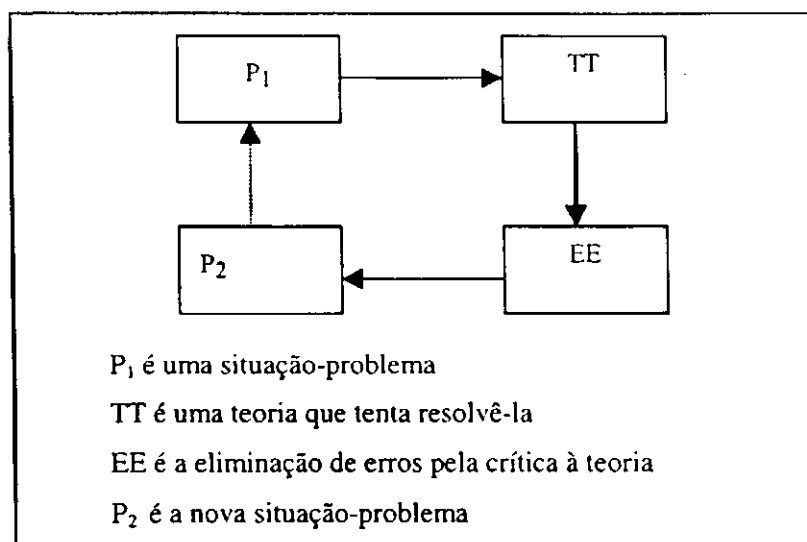 P₁ TT
P₂ EE
P₁ é uma situação-problema
TT é uma teoria que tenta resolvê-la
EE é a eliminação de erros pela crítica à teoria
P₂ é a nova situação-problema